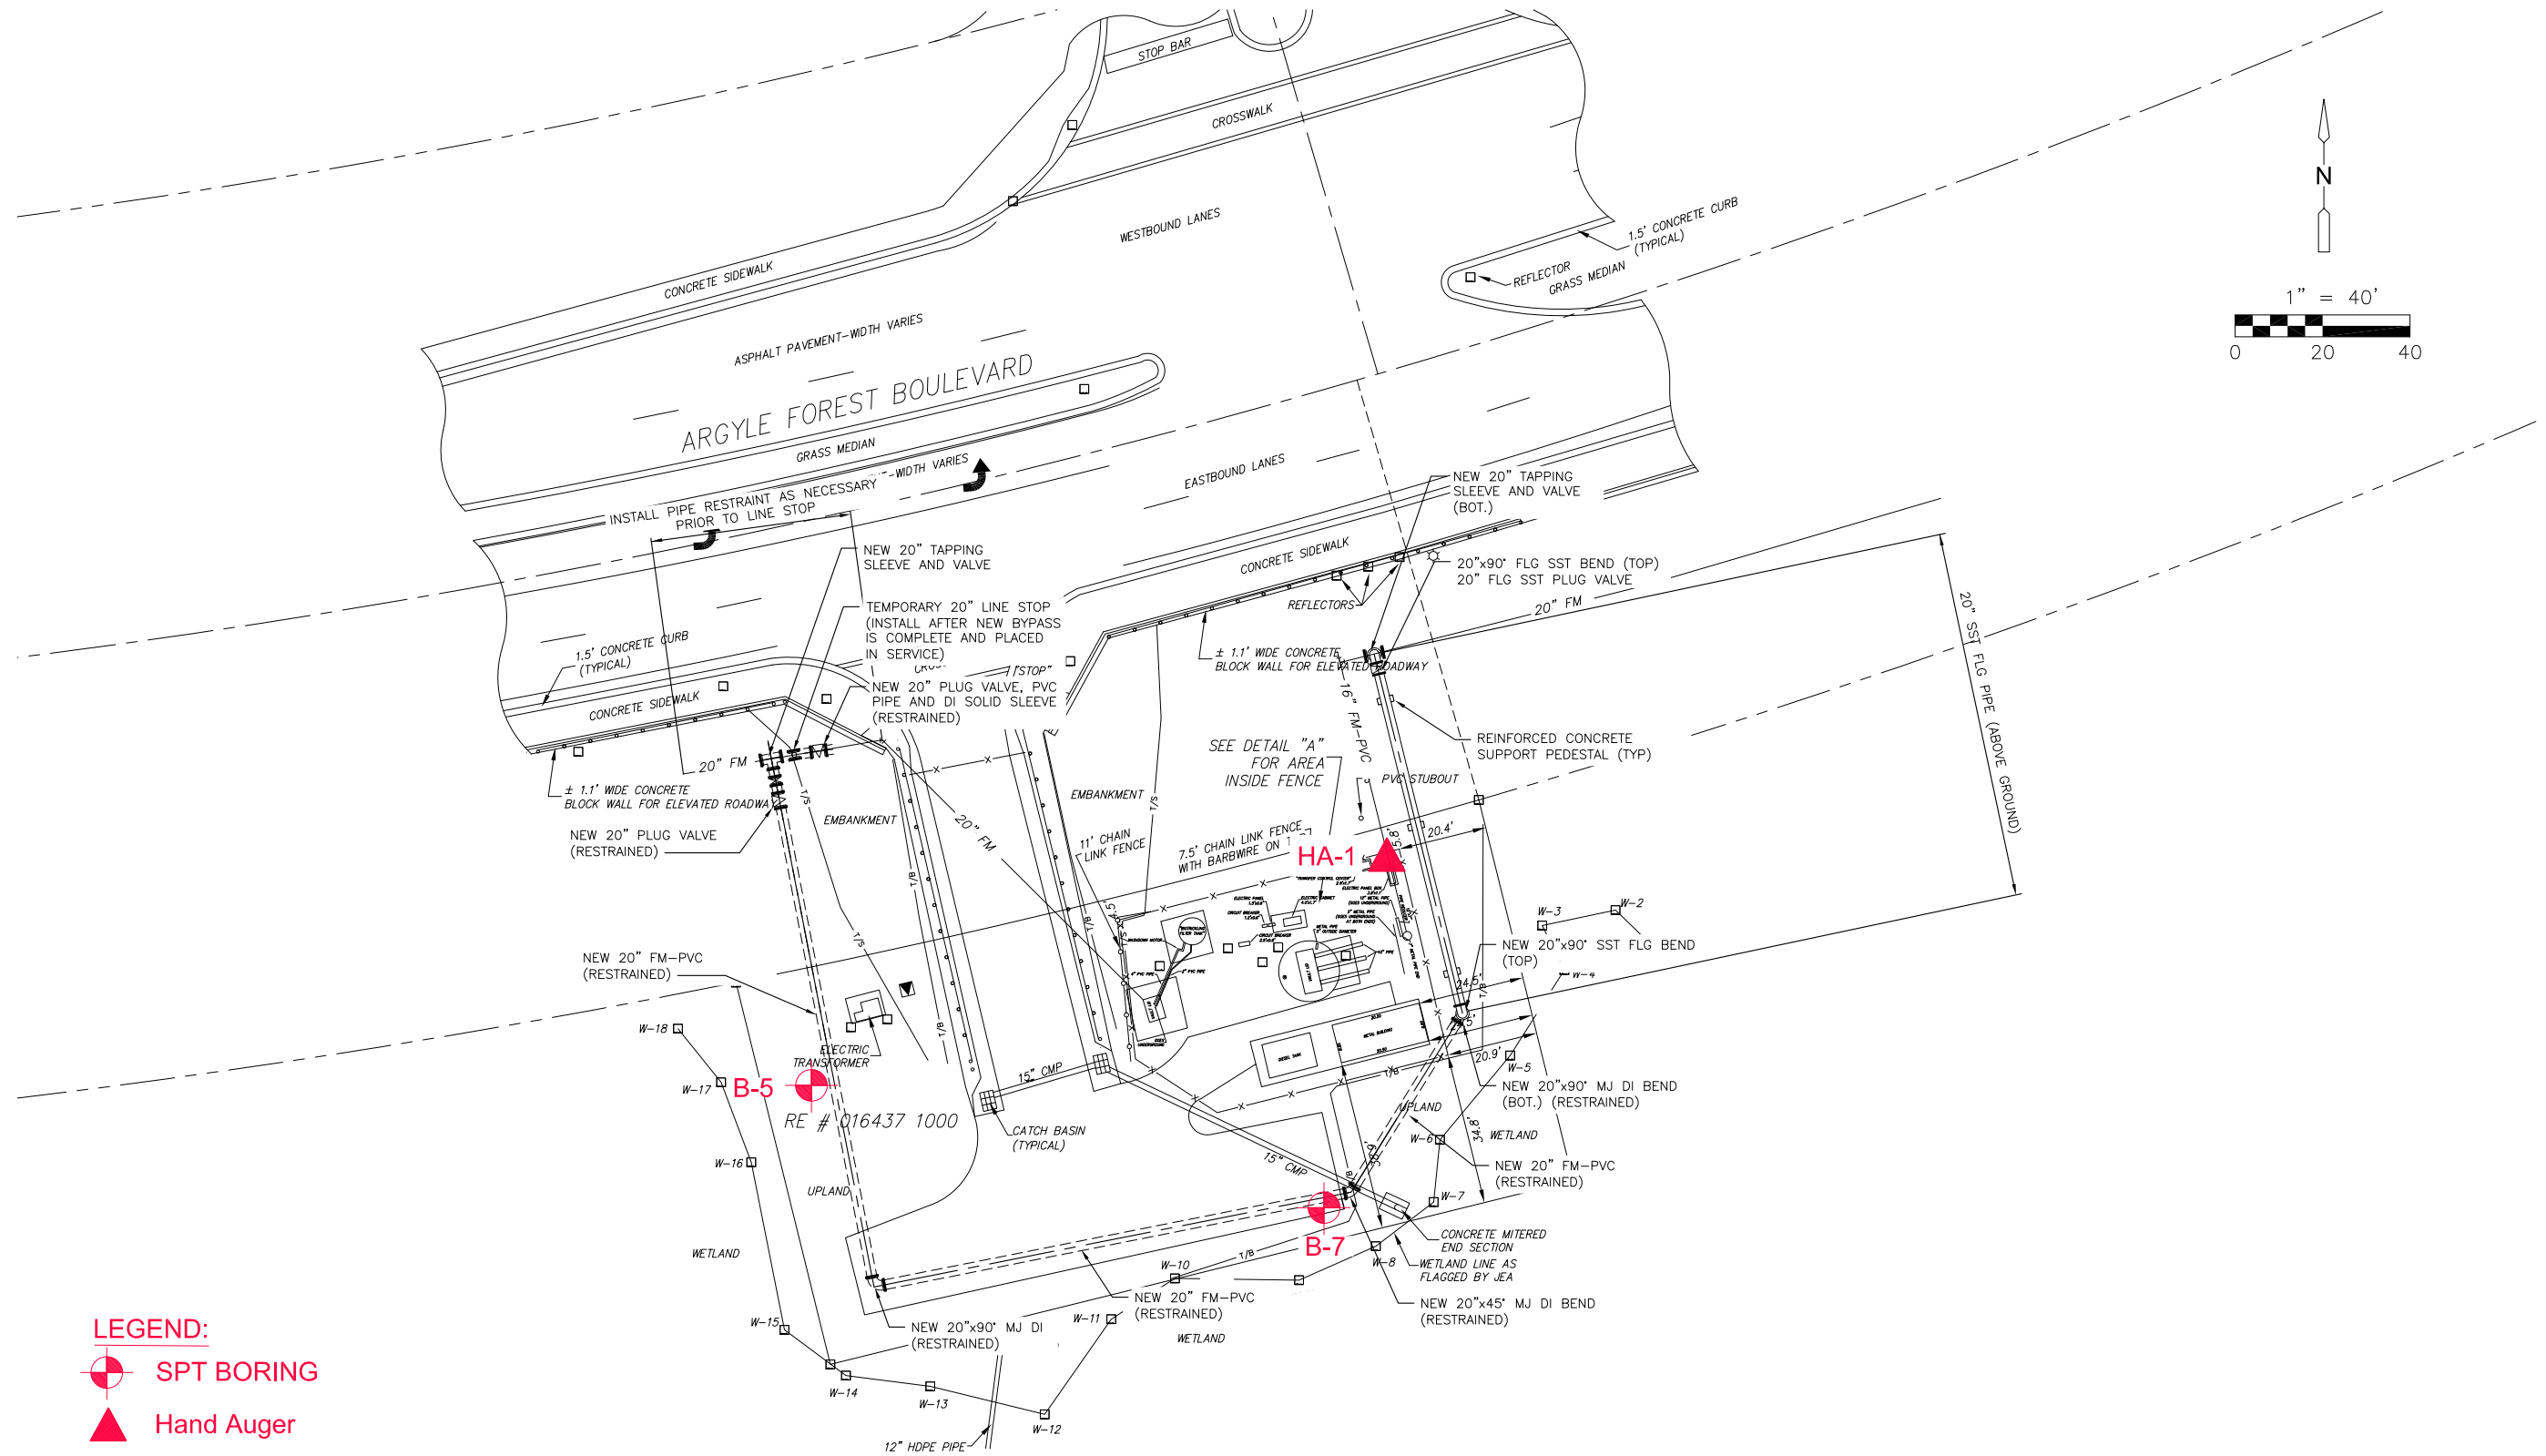 STOP BAR
CROSSWALK
WESTBOUND LANES
1.5' CONCRETE CURB
(TYPICAL)
REFLECTOR
GRASS MEDIAN
N
1" = 40'
0 20 40
CONCRETE SIDEWALK
ASPHALT PAVEMENT-WIDTH VARIES
ARGYLE FOREST BOULEVARD
GRASS MEDIAN
-WIDTH VARIES
INSTALL PIPE RESTRAINT AS NECESSARY
PRIOR TO LINE STOP
EASTBOUND LANES
NEW 20" TAPPING
SLEEVE AND VALVE
(BOT.)
CONCRETE SIDEWALK
NEW 20" TAPPING
SLEEVE AND VALVE
20"x90° FLG SST BEND (TOP)
20" FLG SST PLUG VALVE
REFLECTORS
20" FM
20" SST FLG PIPE (ABOVE GROUND)
TEMPORARY 20" LINE STOP
(INSTALL AFTER NEW BYPASS
IS COMPLETE AND PLACED
IN SERVICE)
"STOP"
1.5' CONCRETE CURB
(TYPICAL)
± 1.1' WIDE CONCRETE
BLOCK WALL FOR ELEVATED ROADWAY
NEW 20" PLUG VALVE, PVC
PIPE AND DI SOLID SLEEVE
(RESTRAINED)
CONCRETE SIDEWALK
16" FM-PVC
REINFORCED CONCRETE
SUPPORT PEDESTAL (TYP)
SEE DETAIL "A"
FOR AREA
INSIDE FENCE
PVC STUBOUT
20" FM
± 1.1' WIDE CONCRETE
BLOCK WALL FOR ELEVATED ROADWAY
T/S
EMBANKMENT
EMBANKMENT
T/S
20" FM
NEW 20" PLUG VALVE
(RESTRAINED)
11' CHAIN
LINK FENCE
7.5' CHAIN LINK FENCE
WITH BARBWIRE ON
20.4'
HA-1
T/B
T/B
T/S
W-3
W-2
NEW 20"x90° SST FLG BEND
(TOP)
W-4
NEW 20" FM-PVC
(RESTRAINED)
24.5'
T/B
DIESEL TANK
METAL BUILDING
W-18
T/B
ELECTRIC
TRANSFORMER
15" CMP
20.9'
T/B
W-5
W-17
B-5
NEW 20"x90° MJ DI BEND
(BOT.) (RESTRAINED)
RE # 016437 1000
CATCH BASIN
(TYPICAL)
UPLAND
W-6
WETLAND
34.8'
15" CMP
W-16
NEW 20" FM-PVC
(RESTRAINED)
UPLAND
W-7
B-7
CONCRETE MITERED
END SECTION
WETLAND
T/B
W-8
WETLAND LINE AS
FLAGGED BY JEA
W-10
NEW 20" FM-PVC
(RESTRAINED)
NEW 20"x45° MJ DI BEND
(RESTRAINED)
W-15
W-11
NEW 20"x90° MJ DI
(RESTRAINED)
WETLAND
W-14
W-13
W-12
12" HDPE PIPE
LEGEND:
SPT BORING
Hand Auger